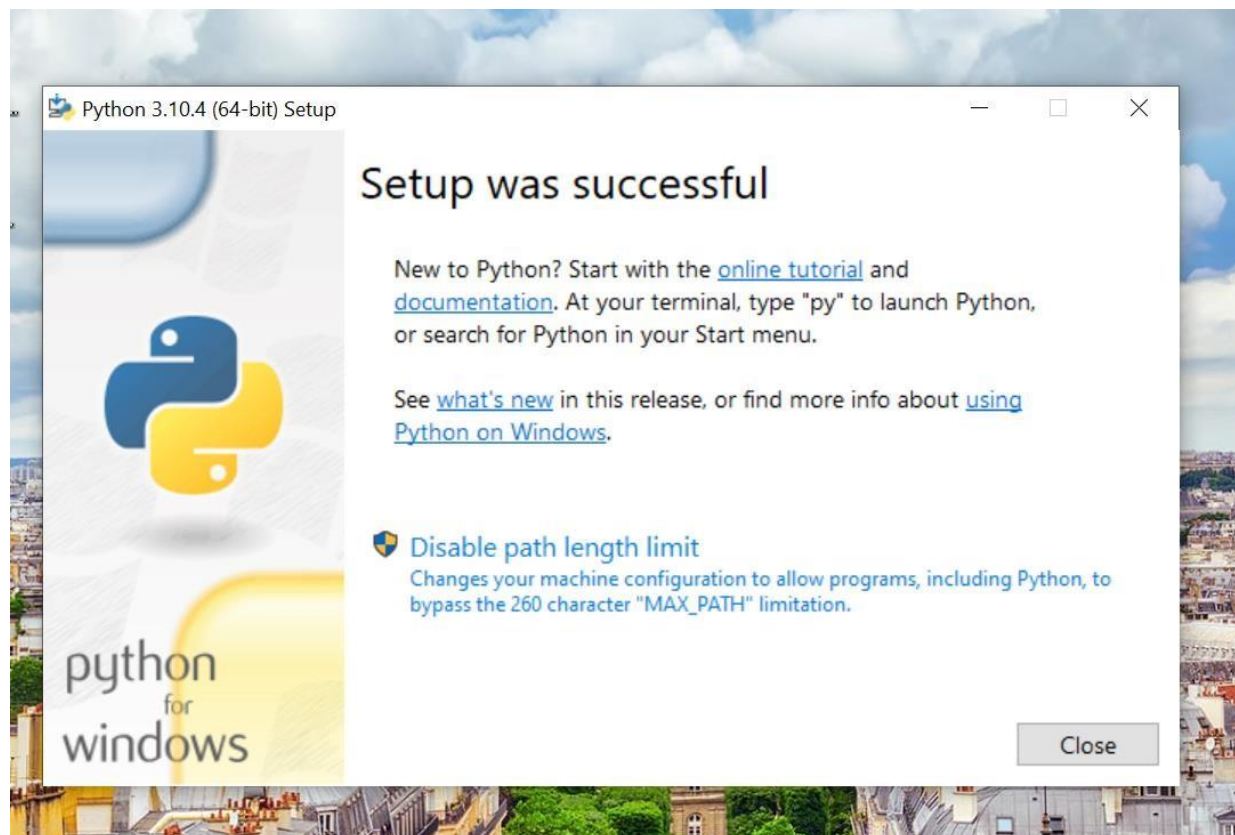 Python 3.10.4 (64-bit) Setup
Setup was successful
New to Python? Start with the online tutorial and
documentation. At your terminal, type "py" to launch Python,
or search for Python in your Start menu.
See what's new in this release, or find more info about using
Python on Windows.
Disable path length limit
Changes your machine configuration to allow programs, including Python, to
bypass the 260 character "MAX_PATH" limitation.
python
for
windows
Close